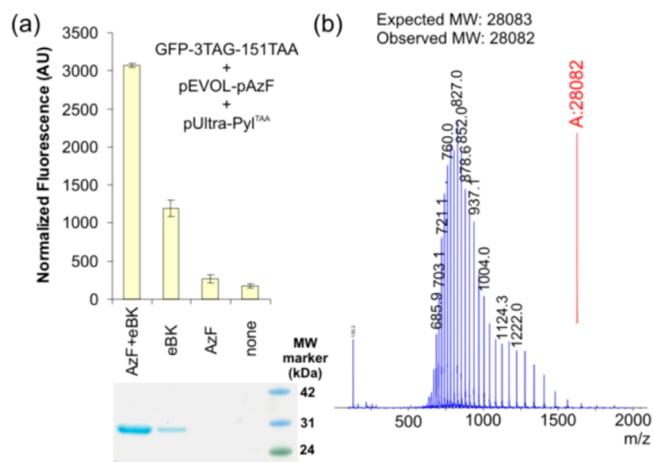 (a)
Normalized Fluorescence (AU)
3500
3000
2500
2000
1500
1000
500
0
GFP-3TAG-151TAA
+
pEVOL-pAzF
+
pUltra-Pylᵀᴬᴬ
AzF+eBK
eBK
AzF
none
MW
marker
(kDa)
42
31
24
(b)
Expected MW: 28083
Observed MW: 28082
A:28082
685.9
703 1
721 1
760.0
827.0
852.0
878.6
937.1
1004.0
1124.3
1222.0
500
1000
1500
2000
m/z